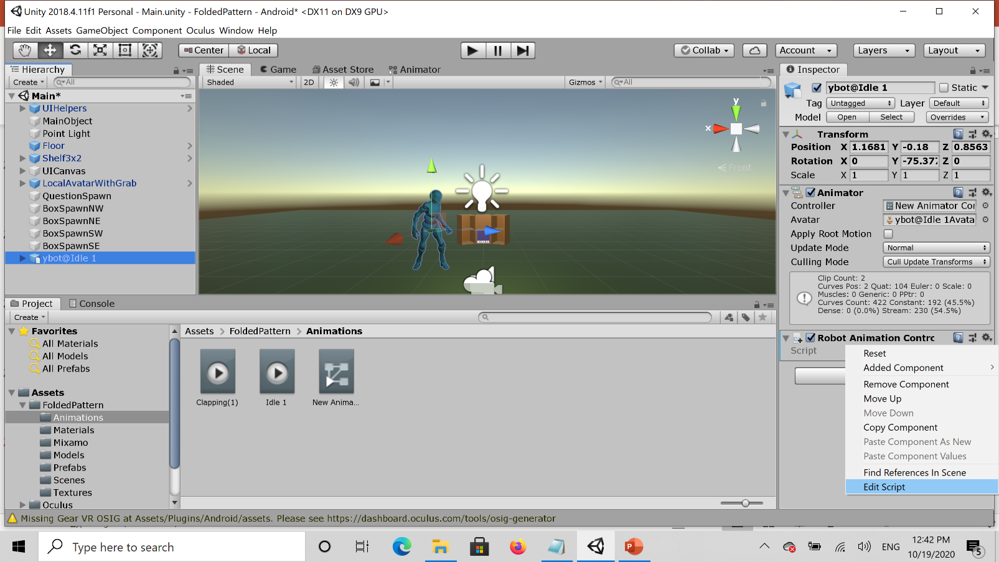 Unity 2018.4.11f1 Personal - Main.unity - FoldedPattern - Android* <DX11 on DX9 GPU>
File Edit Assets GameObject Component Oculus Window Help
Center Local Collab Account Layers Layout
Hierarchy
Create All
Main*
UIHelpers
MainObject
Point Light
Floor
Shelf3x2
UICanvas
LocalAvatarWithGrab
QuestionSpawn
BoxSpawnNW
BoxSpawnNE
BoxSpawnSW
BoxSpawnSE
ybot@Idle 1
Scene Game Asset Store Animator
Shaded 2D Gizmos All
y
x
Front
Inspector
ybot@Idle 1 Static
Tag Untagged Layer Default
Model Open Select Overrides
Transform
Position X 1.1681 Y -0.18 Z 0.8563
Rotation X 0 Y -75.377 Z 0
Scale X 1 Y 1 Z 1
Animator
Controller New Animator Cor
Avatar ybot@Idle 1Avata
Apply Root Motion
Update Mode Normal
Culling Mode Cull Update Transforms
Clip Count: 2
Curves Pos: 2 Quat: 104 Euler: 0 Scale: 0
Muscles: 0 Generic: 0 PPtr: 0
Curves Count: 422 Constant: 192 (45.5%)
Dense: 0 (0.0%) Stream: 230 (54.5%)
Robot Animation Contro
Script
Reset
Added Component
Remove Component
Move Up
Move Down
Copy Component
Paste Component As New
Paste Component Values
Find References In Scene
Edit Script
Project Console
Create
Favorites
All Materials
All Models
All Prefabs
Assets
FoldedPattern
Animations
Materials
Mixamo
Models
Prefabs
Scenes
Textures
Oculus
Assets > FoldedPattern > Animations
Clapping(1) Idle 1 New Anima...
Missing Gear VR OSIG at Assets/Plugins/Android/assets. Please see https://dashboard.oculus.com/tools/osig-generator
Type here to search
ENG
12:42 PM
10/19/2020
5